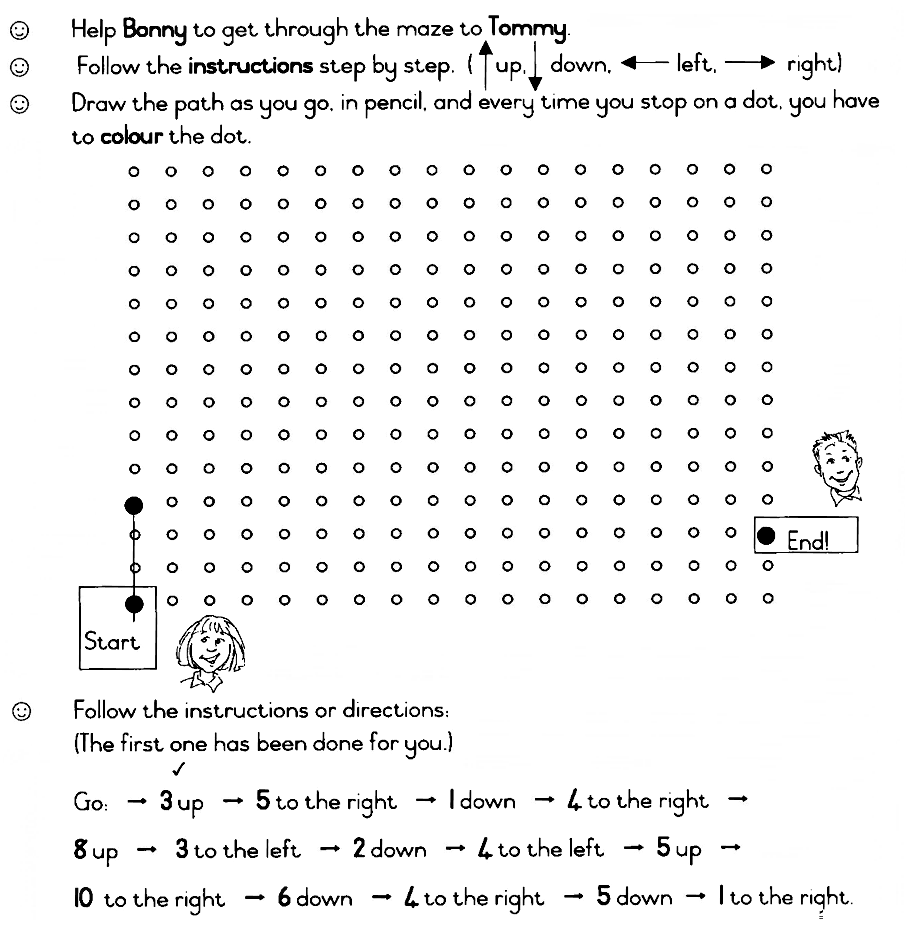 Help Bonny to get through the maze to Tommy.
Follow the instructions step by step. ( up, down, left, right)
Draw the path as you go, in pencil, and every time you stop on a dot, you have
to colour the dot.
End!
Start
Follow the instructions or directions:
(The first one has been done for you.)
Go: → 3 up → 5 to the right → 1 down → 4 to the right →
8 up → 3 to the left → 2 down → 4 to the left → 5 up →
10 to the right → 6 down → 4 to the right → 5 down → 1 to the right.